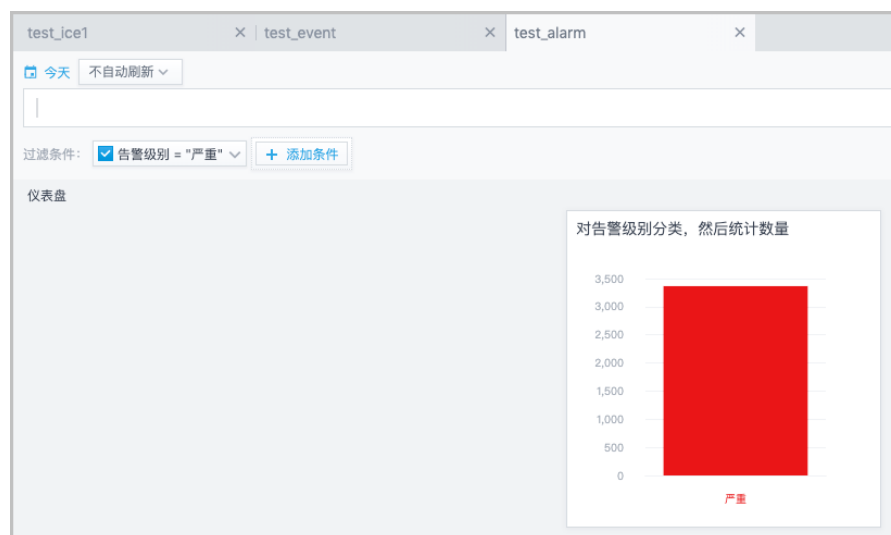 test_ice1 test_event test_alarm
今天 不自动刷新
过滤条件: 告警级别 = "严重" + 添加条件
仪表盘
对告警级别分类，然后统计数量
3,500
3,000
2,500
2,000
1,500
1,000
500
0
严重